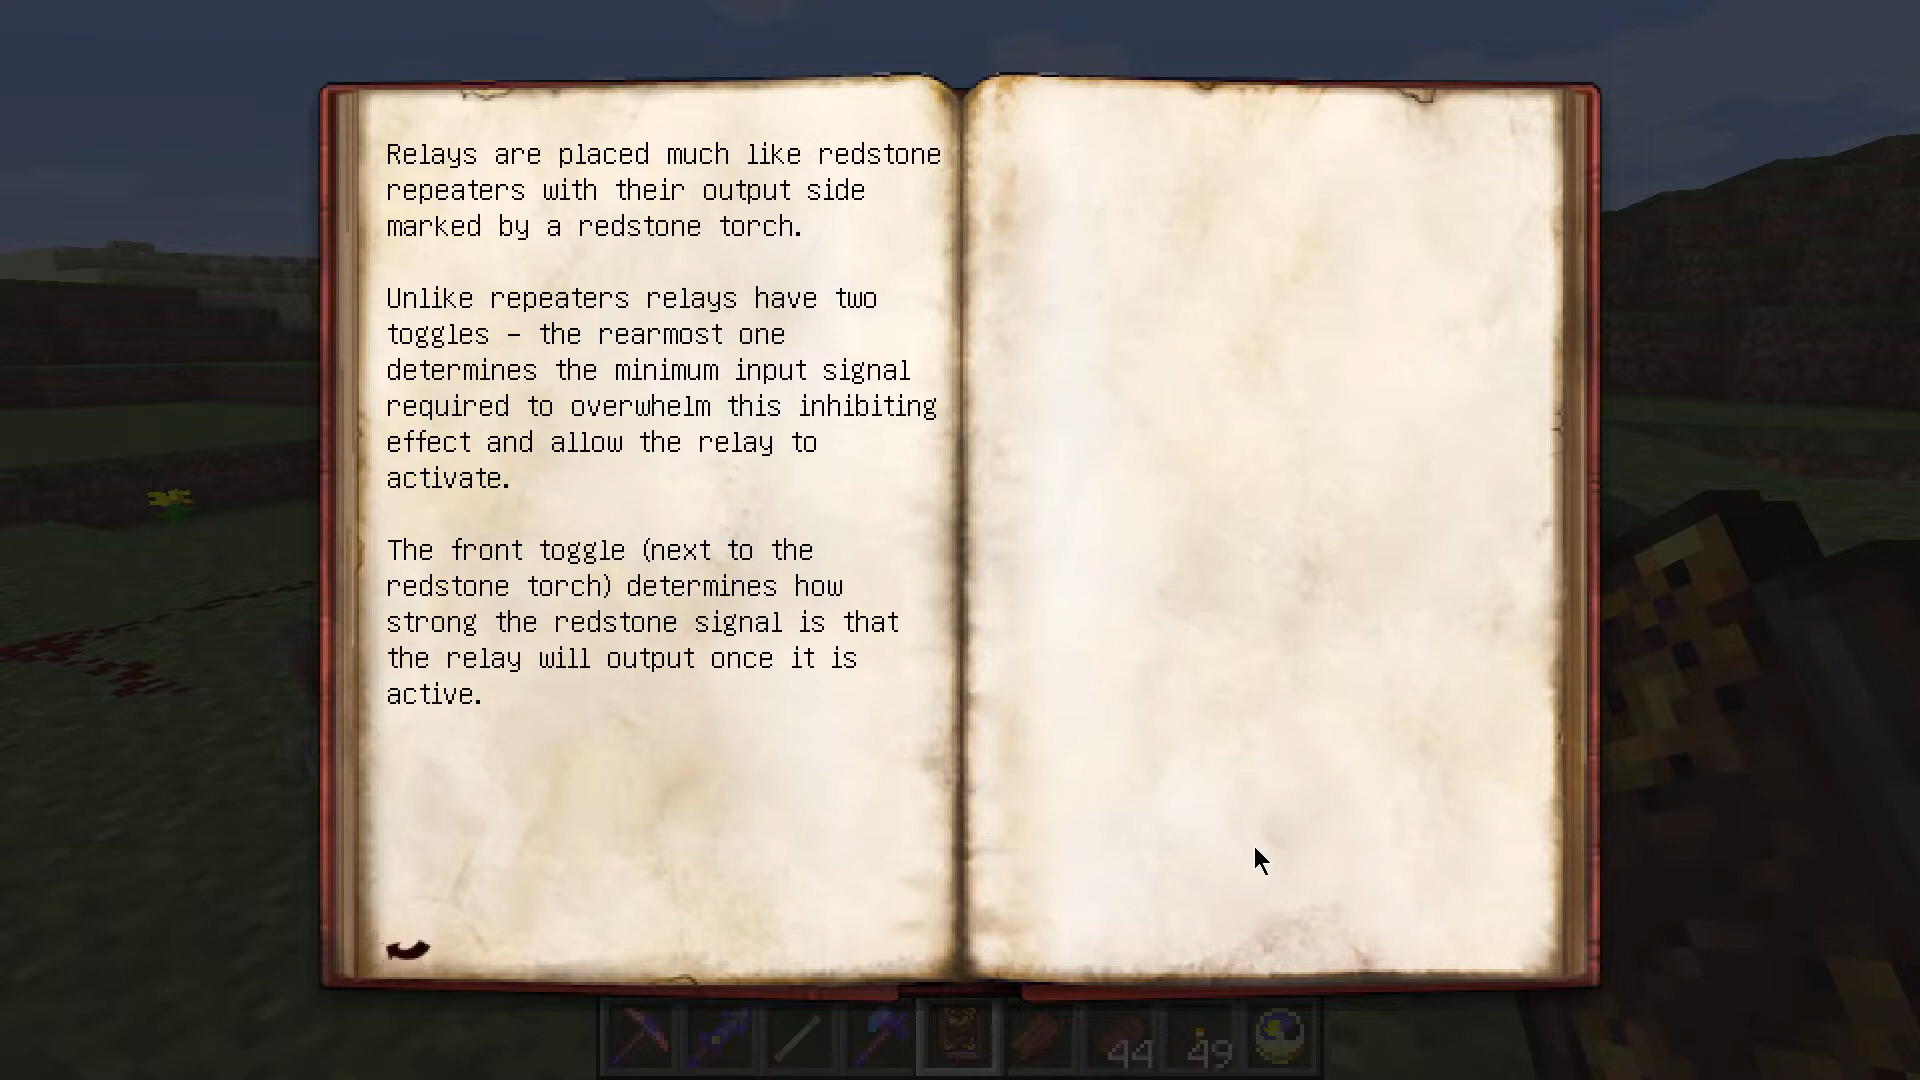 Relays are placed much like redstone
repeaters with their output side
marked by a redstone torch.
Unlike repeaters relays have two
toggles - the rearmost one
determines the minimum input signal
required to overwhelm this inhibiting
effect and allow the relay to
activate.
The front toggle (next to the
redstone torch) determines how
strong the redstone signal is that
the relay will output once it is
active.
44 49